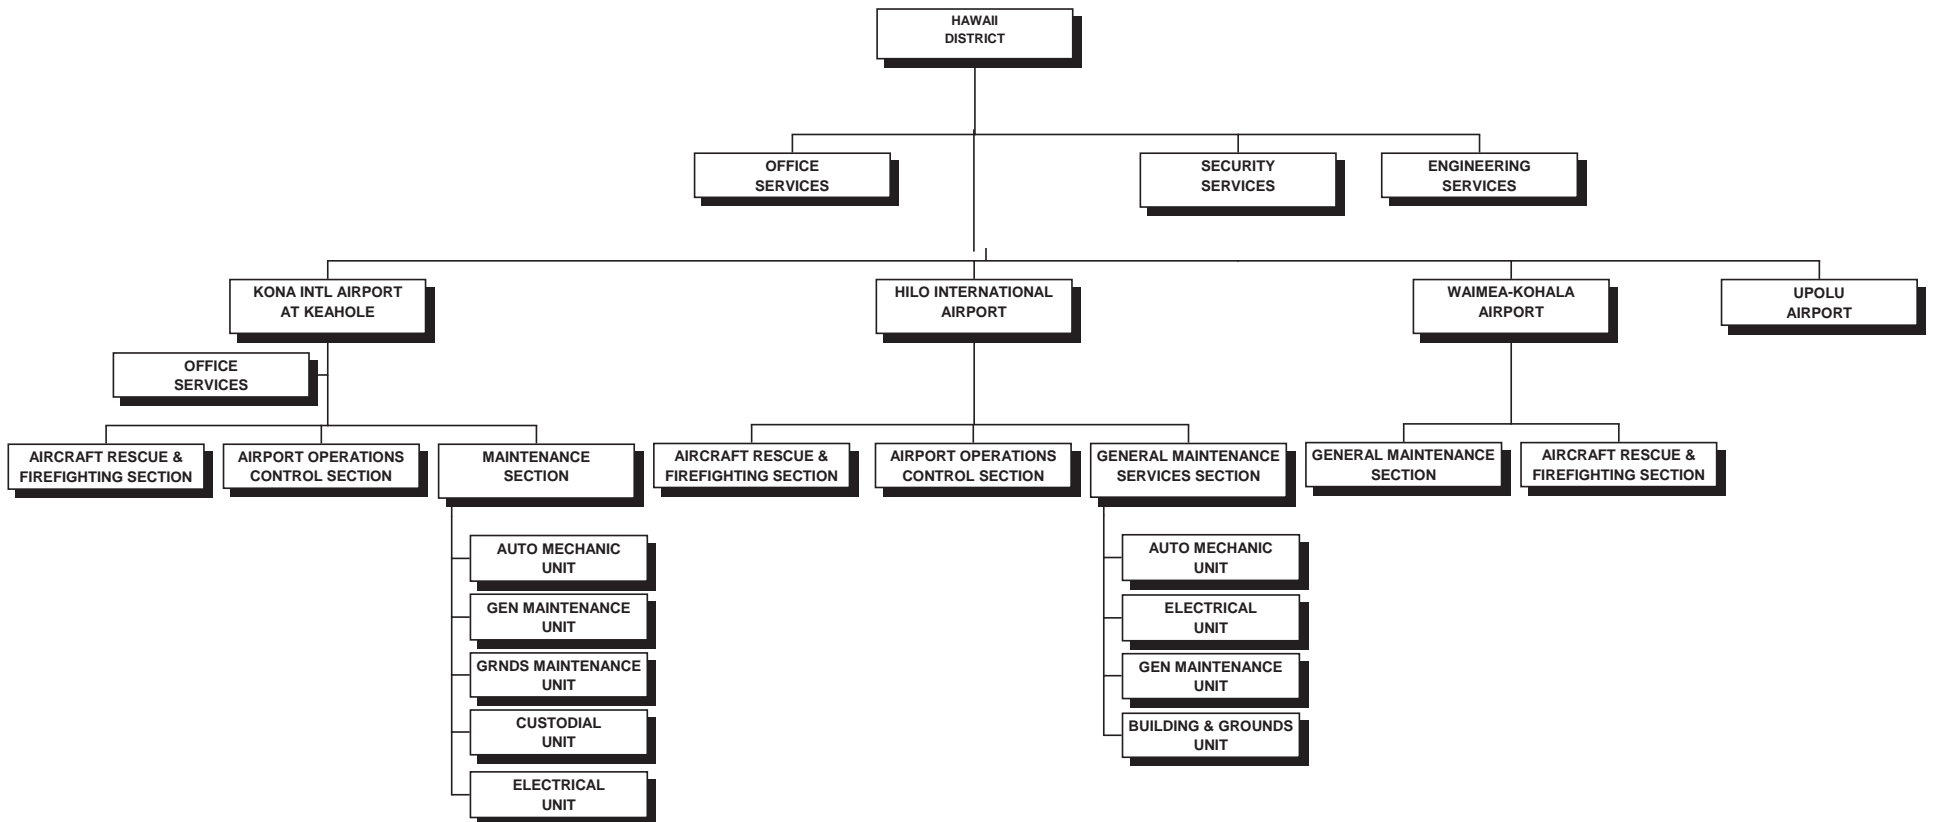 HAWAII
DISTRICT
OFFICE
SERVICES
SECURITY
SERVICES
ENGINEERING
SERVICES
KONA INTL AIRPORT
AT KEAHOLE
HILO INTERNATIONAL
AIRPORT
WAIMEA-KOHALA
AIRPORT
UPOLU
AIRPORT
OFFICE
SERVICES
AIRCRAFT RESCUE &
FIREFIGHTING SECTION
AIRPORT OPERATIONS
CONTROL SECTION
MAINTENANCE
SECTION
AIRCRAFT RESCUE &
FIREFIGHTING SECTION
AIRPORT OPERATIONS
CONTROL SECTION
GENERAL MAINTENANCE
SERVICES SECTION
GENERAL MAINTENANCE
SECTION
AIRCRAFT RESCUE &
FIREFIGHTING SECTION
AUTO MECHANIC
UNIT
GEN MAINTENANCE
UNIT
GRNDS MAINTENANCE
UNIT
CUSTODIAL
UNIT
ELECTRICAL
UNIT
AUTO MECHANIC
UNIT
ELECTRICAL
UNIT
GEN MAINTENANCE
UNIT
BUILDING & GROUNDS
UNIT